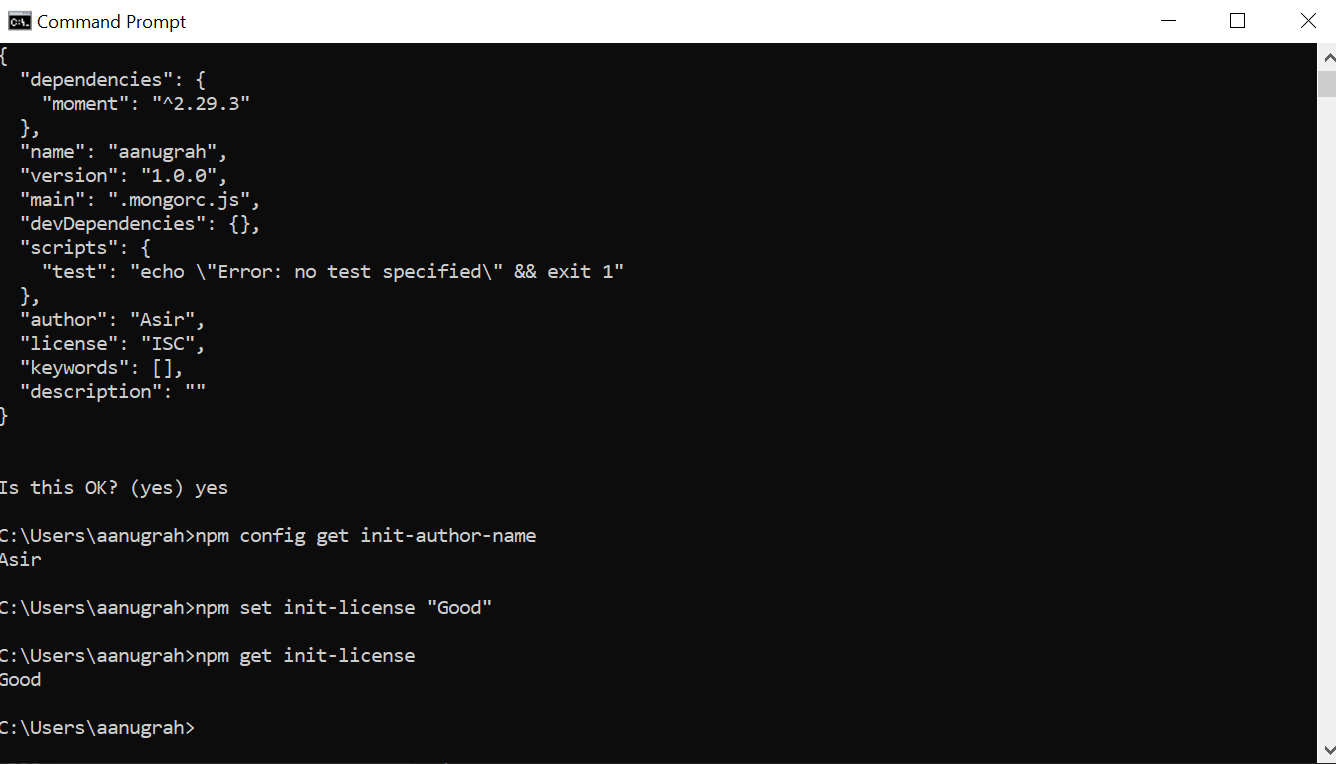 Command Prompt
{
  "dependencies": {
    "moment": "^2.29.3"
  },
  "name": "aanugrah",
  "version": "1.0.0",
  "main": ".mongorc.js",
  "devDependencies": {},
  "scripts": {
    "test": "echo \"Error: no test specified\" && exit 1"
  },
  "author": "Asir",
  "license": "ISC",
  "keywords": [],
  "description": ""
}
Is this OK? (yes) yes
C:\Users\aanugrah>npm config get init-author-name
Asir
C:\Users\aanugrah>npm set init-license "Good"
C:\Users\aanugrah>npm get init-license
Good
C:\Users\aanugrah>